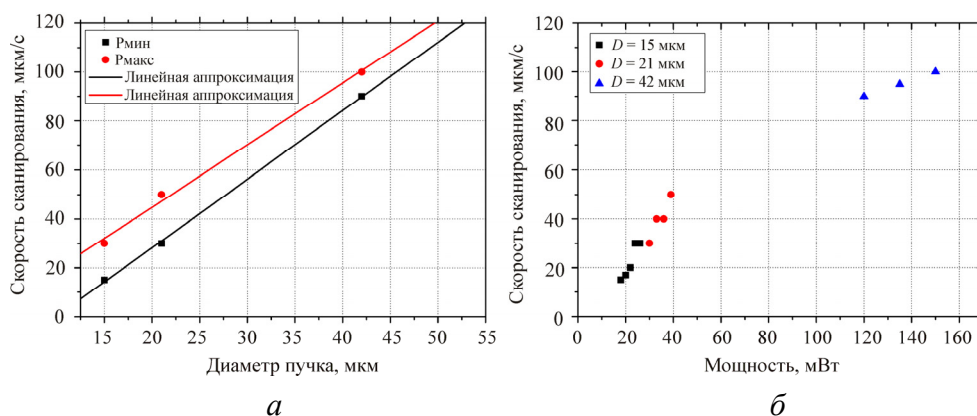 Скорость сканирования, мкм/с
120
100
80
60
40
20
0
Pмин
Pмакс
Линейная аппроксимация
Линейная аппроксимация
15 20 25 30 35 40 45 50 55
Диаметр пучка, мкм
а
Скорость сканирования, мкм/с
120
100
80
60
40
20
0
D = 15 мкм
D = 21 мкм
D = 42 мкм
0 20 40 60 80 100 120 140 160
Мощность, мВт
б